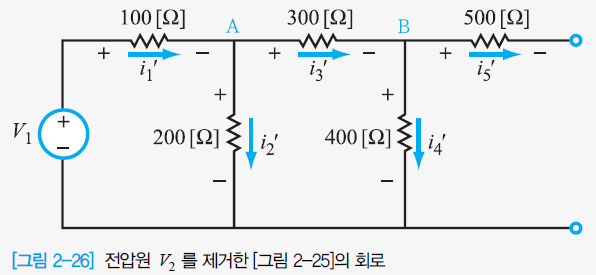 100[Ω] A 300[Ω] B 500[Ω]
+ − + − + −
i₁′ i₃′ i₅′
+ +
V₁ + − 200[Ω] i₂′ 400[Ω] i₄′
− −
[그림 2-26] 전압원 V₂ 를 제거한 [그림 2-25]의 회로